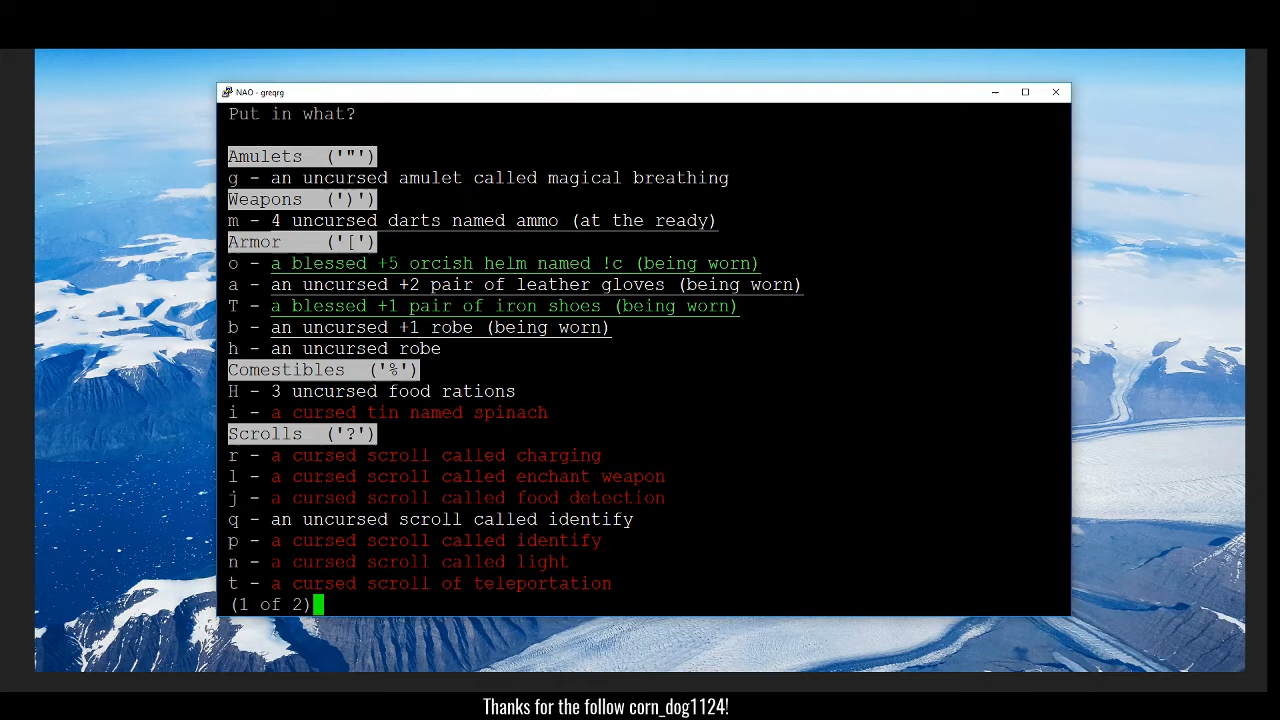 NAO - greqrg
Put in what?
Amulets ('"')
g - an uncursed amulet called magical breathing
Weapons (')')
m - 4 uncursed darts named ammo (at the ready)
Armor ('[')
o - a blessed +5 orcish helm named !c (being worn)
a - an uncursed +2 pair of leather gloves (being worn)
T - a blessed +1 pair of iron shoes (being worn)
b - an uncursed +1 robe (being worn)
h - an uncursed robe
Comestibles ('%')
H - 3 uncursed food rations
i - a cursed tin named spinach
Scrolls ('?')
r - a cursed scroll called charging
l - a cursed scroll called enchant weapon
j - a cursed scroll called food detection
q - an uncursed scroll called identify
p - a cursed scroll called identify
n - a cursed scroll called light
t - a cursed scroll of teleportation
(1 of 2)
Thanks for the follow corn_dog1124!